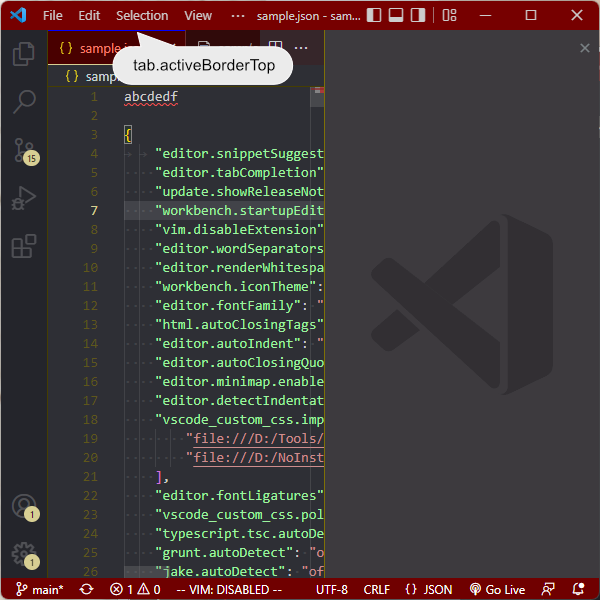 File Edit Selection View ··· sample.json - sam...
{} sample.json
tab.activeBorderTop
{} sample
1 abcdedf
2
3 {
4 "editor.snippetSuggest
5 "editor.tabCompletion"
6 "update.showReleaseNot
7 "workbench.startupEdit
8 "vim.disableExtension"
9 "editor.wordSeparators
10 "editor.renderWhitespa
11 "workbench.iconTheme":
12 "editor.fontFamily": "
13 "html.autoClosingTags"
14 "editor.autoIndent": "
15 "editor.autoClosingQuo
16 "editor.minimap.enable
17 "editor.detectIndentat
18 "vscode_custom_css.imp
19 "file:///D:/Tools/
20 "file:///D:/NoInst
21 ],
22 "editor.fontLigatures"
23 "vscode_custom_css.pol
24 "typescript.tsc.autoDe
25 "grunt.autoDetect": "o
26 "jake.autoDetect": "of
15
1
1
main* 1 0 -- VIM: DISABLED -- UTF-8 CRLF {} JSON Go Live